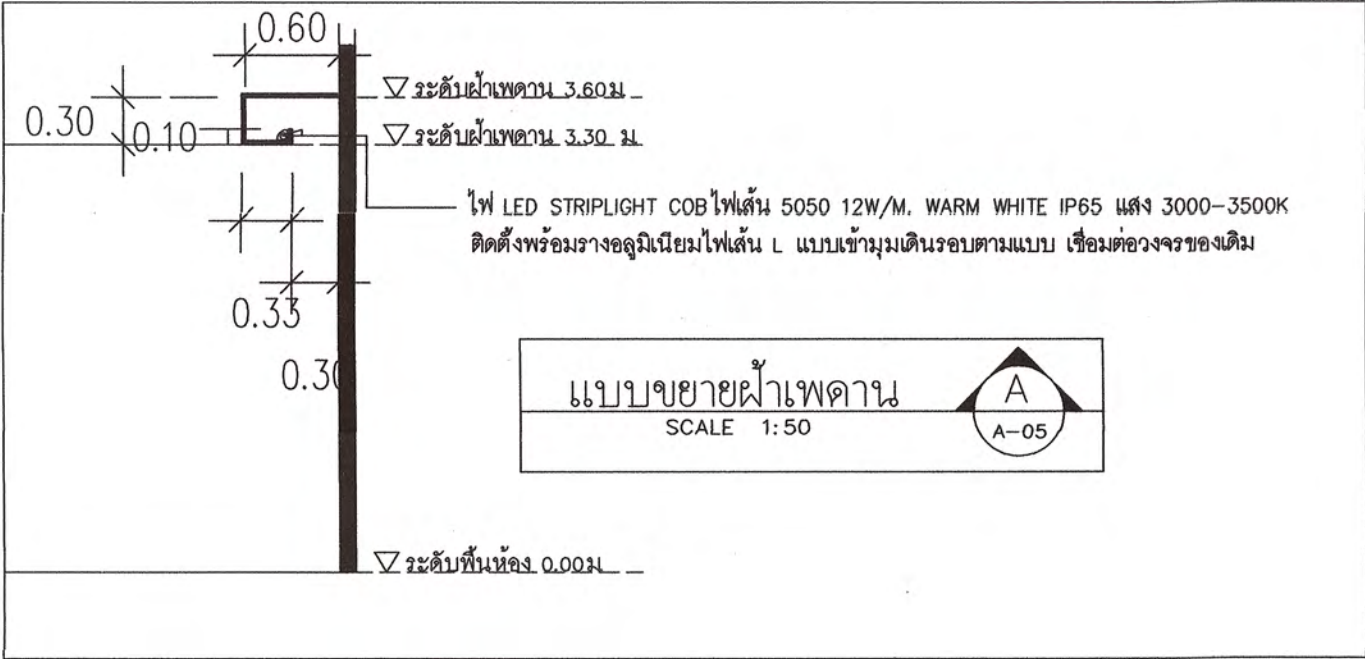 0.60
ระดับฝ้าเพดาน 3.60ม
0.30
0.10
ระดับฝ้าเพดาน 3.30 ม
ไฟ LED STRIPLIGHT COB ไฟเส้น 5050 12W/M. WARM WHITE IP65 แสง 3000-3500K
ติดตั้งพร้อมรางอลูมิเนียมไฟเส้น L แบบเข้ามุมเดินรอบตามแบบ เชื่อมต่อวงจรของเดิม
0.33
0.30
แบบขยายฝ้าเพดาน
SCALE 1:50
A
A-05
ระดับพื้นห้อง 0.00ม